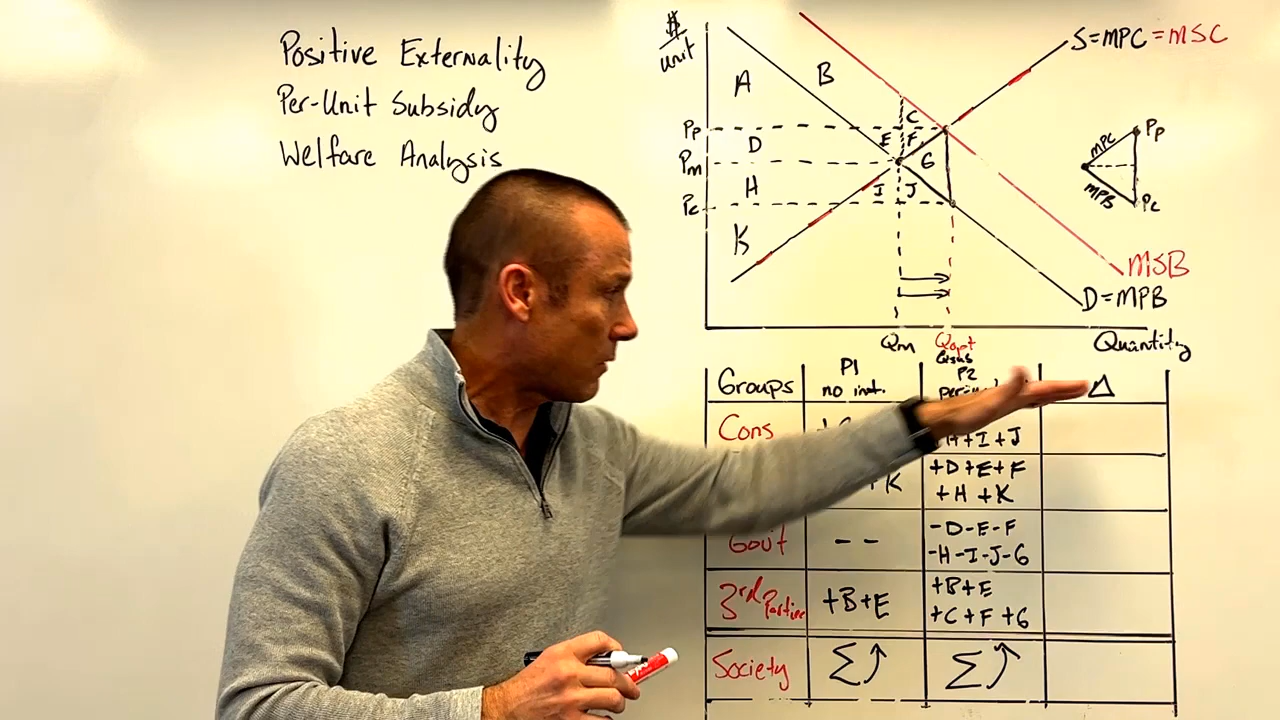 Positive Externality
Per-Unit Subsidy
Welfare Analysis
$
unit
S=MPC=MSC
A
B
C
Pp
D
E
F
G
Pm
H
I
J
Pc
K
MSB
D=MPB
Qm
Qopt
Quantity
MPC
Pp
MPB
Pc
Groups
P1
no int.
P2
Δ
Cons
+I+J
+K
+D+E+F
+H+K
Gov't
--
-D-E-F
-H-I-J-G
3rd Parties
+B+E
+B+E
+C+F+G
Society
Σ
Σ